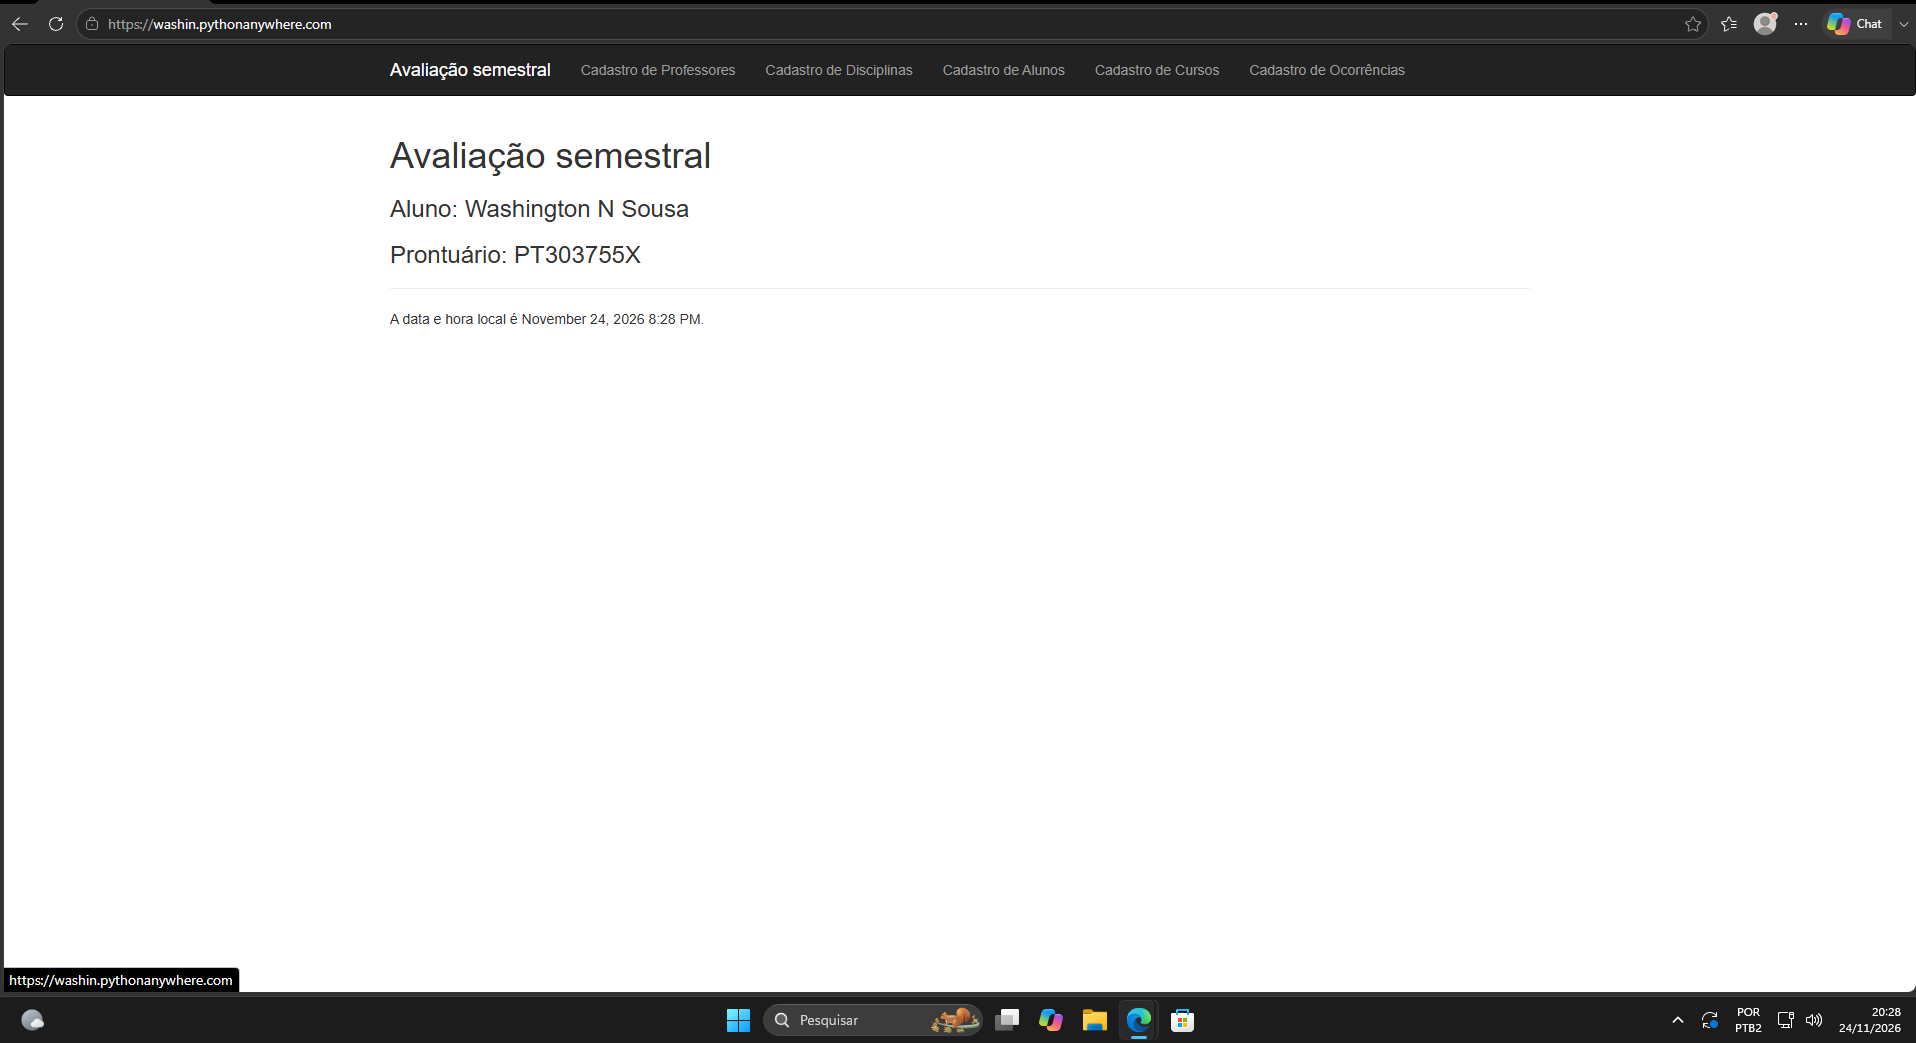 https://washin.pythonanywhere.com
Chat
Avaliação semestral Cadastro de Professores Cadastro de Disciplinas Cadastro de Alunos Cadastro de Cursos Cadastro de Ocorrências
Avaliação semestral
Aluno: Washington N Sousa
Prontuário: PT303755X
A data e hora local é November 24, 2026 8:28 PM.
https://washin.pythonanywhere.com
Pesquisar
POR
PTB2
20:28
24/11/2026